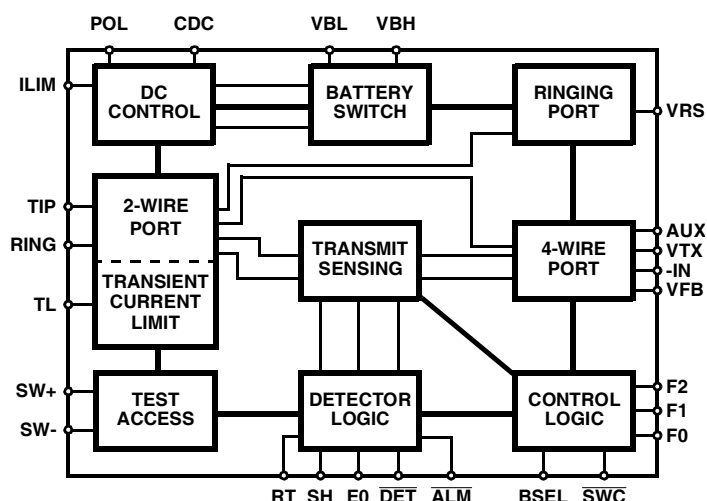 POL CDC VBL VBH
ILIM
DC
CONTROL
BATTERY
SWITCH
RINGING
PORT
VRS
TIP
RING
TL
2-WIRE
PORT
TRANSIENT
CURRENT
LIMIT
TRANSMIT
SENSING
4-WIRE
PORT
AUX
VTX
-IN
VFB
SW+
SW-
TEST
ACCESS
DETECTOR
LOGIC
CONTROL
LOGIC
F2
F1
F0
RT SH E0 DET ALM BSEL SWC